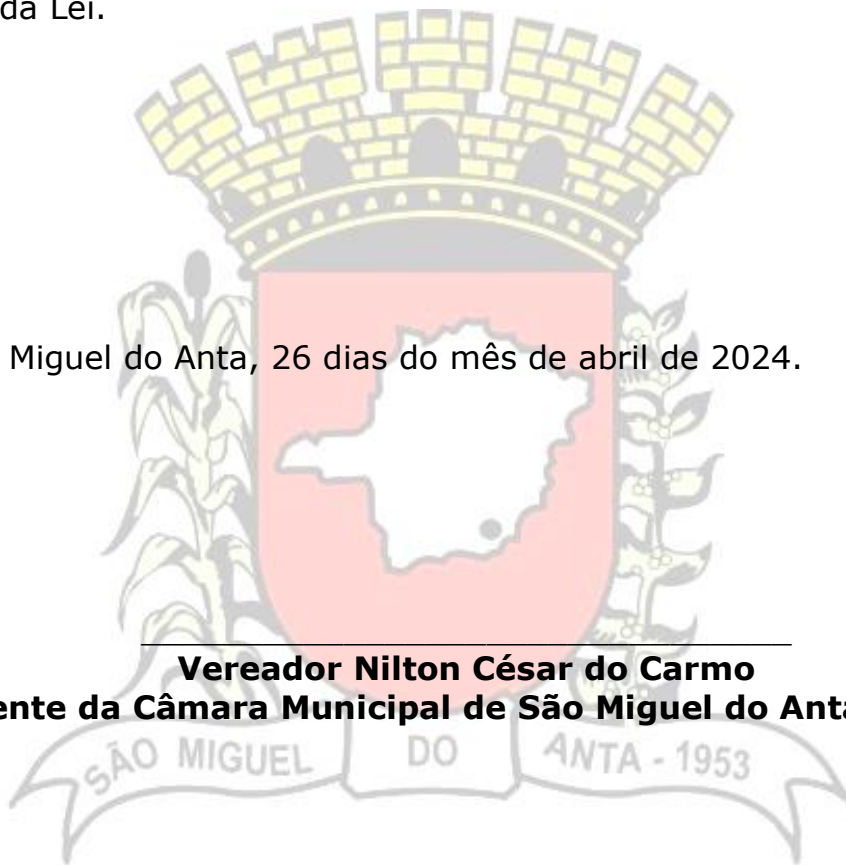 da Lei.
Miguel do Anta, 26 dias do mês de abril de 2024.
Vereador Nilton César do Carmo
ente da Câmara Municipal de São Miguel do Anta
SÃO MIGUEL DO ANTA - 1953